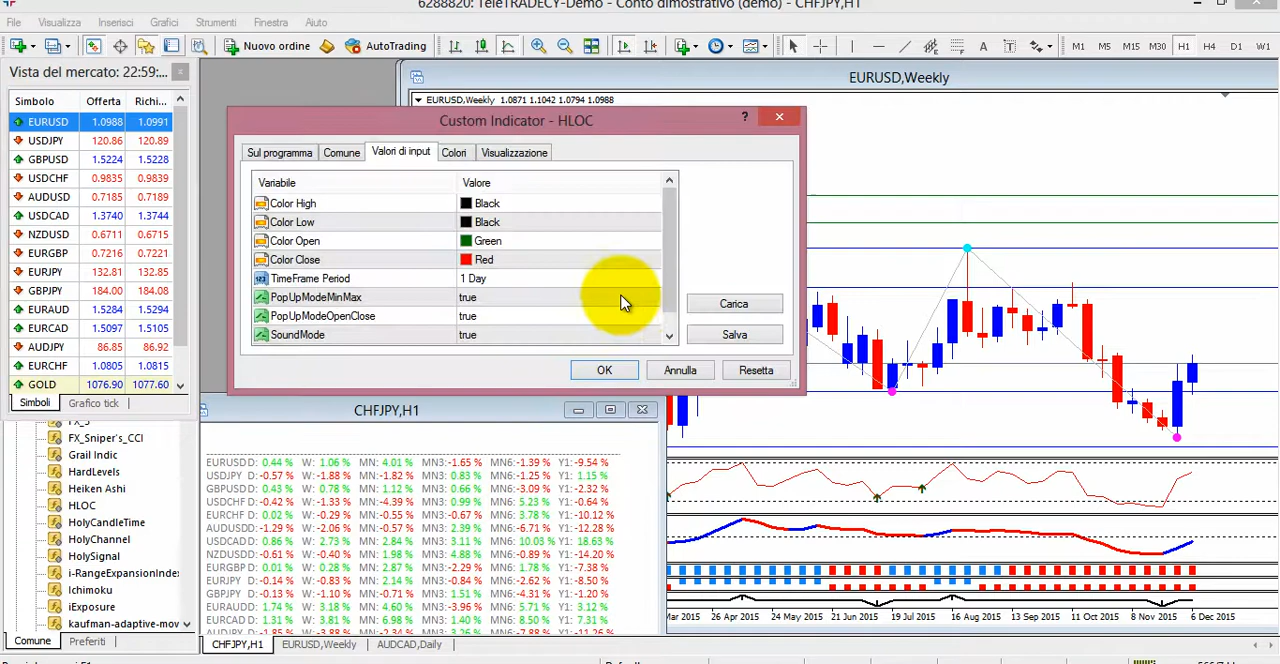 6288820: TeleTRADECY-Demo - Conto dimostrativo (demo) - CHFJPY,H1
File Visualizza Inserisci Grafici Strumenti Finestra Aiuto
Nuovo ordine AutoTrading A T M1 M5 M15 M30 H1 H4 D1 W1
Vista del mercato: 22:59:...
Simbolo Offerta Richi...
EURUSD 1.0988 1.0991
USDJPY 120.86 120.89
GBPUSD 1.5224 1.5228
USDCHF 0.9835 0.9839
AUDUSD 0.7185 0.7189
USDCAD 1.3740 1.3744
NZDUSD 0.6711 0.6715
EURGBP 0.7216 0.7221
EURJPY 132.81 132.85
GBPJPY 184.00 184.08
EURAUD 1.5284 1.5309
EURCAD 1.5097 1.5105
AUDJPY 86.85 86.92
EURCHF 1.0805 1.0815
GOLD 1076.90 1077.60
Simboli Grafico tick
FX_Sniper's_CCI
Grail Indic
HardLevels
Heiken Ashi
HLOC
HolyCandleTime
HolyChannel
HolySignal
i-RangeExpansionIndex
Ichimoku
iExposure
kaufman-adaptive-mov
Comune Preferiti
EURUSD,Weekly
EURUSD,Weekly 1.0871 1.1042 1.0794 1.0988
Custom Indicator - HLOC
?
Sul programma Comune Valori di input Colori Visualizzazione
Variabile Valore
Color High Black
Color Low Black
Color Open Green
Color Close Red
TimeFrame Period 1 Day
PopUpModeMinMax true
PopUpModeOpenClose true
SoundMode true
Carica
Salva
OK Annulla Resetta
CHFJPY,H1
EURUSD D: 0.44 % W: 1.06 % MN: 4.01 % MN3: -1.65 % MN6: -1.39 % Y1: -9.54 %
USDJPY D: -0.57 % W: -1.88 % MN: -1.82 % MN3: 0.83 % MN6: -1.25 % Y1: 1.15 %
GBPUSD D: 0.43 % W: 0.78 % MN: 1.12 % MN3: 0.66 % MN6: -3.09 % Y1: -2.32 %
USDCHF D: -0.42 % W: -1.33 % MN: -4.39 % MN3: 0.99 % MN6: 5.23 % Y1: -0.64 %
EURCHF D: 0.02 % W: -0.29 % MN: -0.55 % MN3: -0.67 % MN6: 3.78 % Y1: -10.12 %
AUDUSD D: -1.29 % W: -2.06 % MN: -0.57 % MN3: 2.39 % MN6: -6.71 % Y1: -12.28 %
USDCAD D: 0.86 % W: 2.73 % MN: 2.84 % MN3: 3.11 % MN6: 10.03 % Y1: 18.63 %
NZDUSD D: -0.61 % W: -0.40 % MN: 1.98 % MN3: 4.88 % MN6: -0.89 % Y1: -14.20 %
EURGBP D: 0.01 % W: 0.28 % MN: 2.87 % MN3: -2.29 % MN6: 1.78 % Y1: -7.38 %
EURJPY D: -0.14 % W: -0.83 % MN: 2.14 % MN3: -0.84 % MN6: -2.62 % Y1: -8.50 %
GBPJPY D: -0.13 % W: -1.10 % MN: -0.71 % MN3: 1.51 % MN6: -4.31 % Y1: -1.20 %
EURAUD D: 1.74 % W: 3.18 % MN: 4.60 % MN3: -3.96 % MN6: 5.71 % Y1: 3.12 %
EURCAD D: 1.31 % W: 3.81 % MN: 6.98 % MN3: 1.40 % MN6: 8.50 % Y1: 7.31 %
AUDJPY D: -1.85 % W: -3.88 % MN: -2.34 % MN3: 3.26 % MN6: -7.88 % Y1: -11.26 %
Mar 2015 26 Apr 2015 24 May 2015 21 Jun 2015 19 Jul 2015 16 Aug 2015 13 Sep 2015 11 Oct 2015 8 Nov 2015 6 Dec 2015
CHFJPY,H1 EURUSD,Weekly AUDCAD,Daily